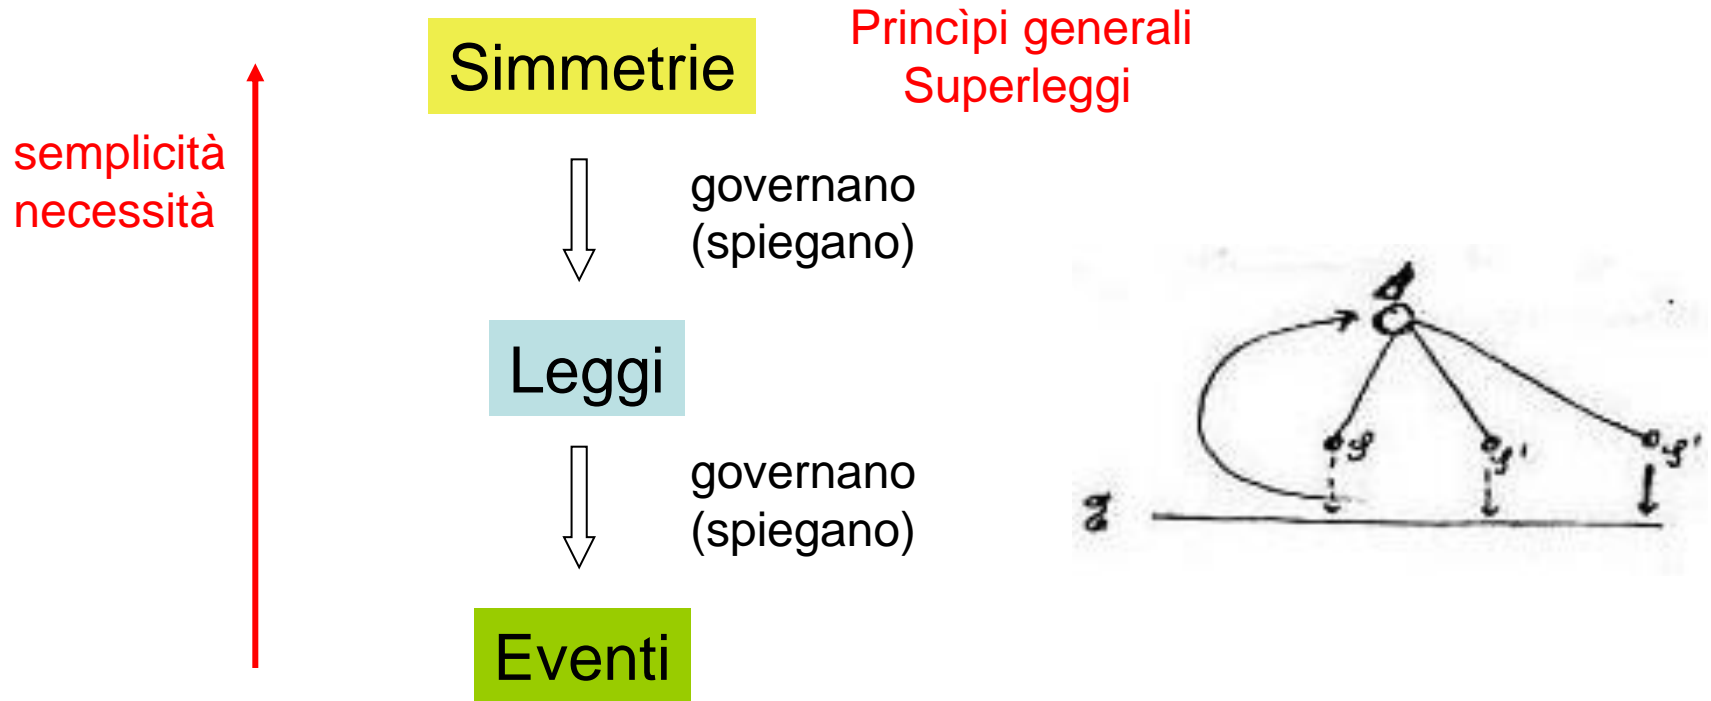 Princìpi generali
Superleggi
Simmetrie
semplicità
necessità
governano
(spiegano)
Leggi
governano
(spiegano)
Eventi